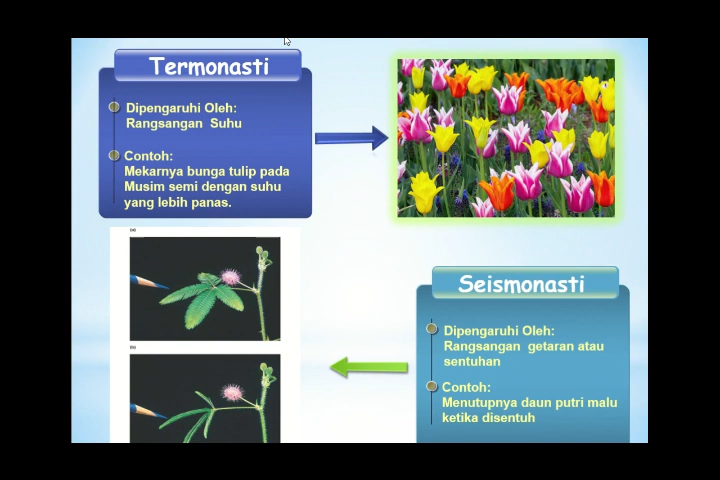 Termonasti
Dipengaruhi Oleh:
Rangsangan Suhu
Contoh:
Mekarnya bunga tulip pada
Musim semi dengan suhu
yang lebih panas.
Seismonasti
Dipengaruhi Oleh:
Rangsangan getaran atau
sentuhan
Contoh:
Menutupnya daun putri malu
ketika disentuh